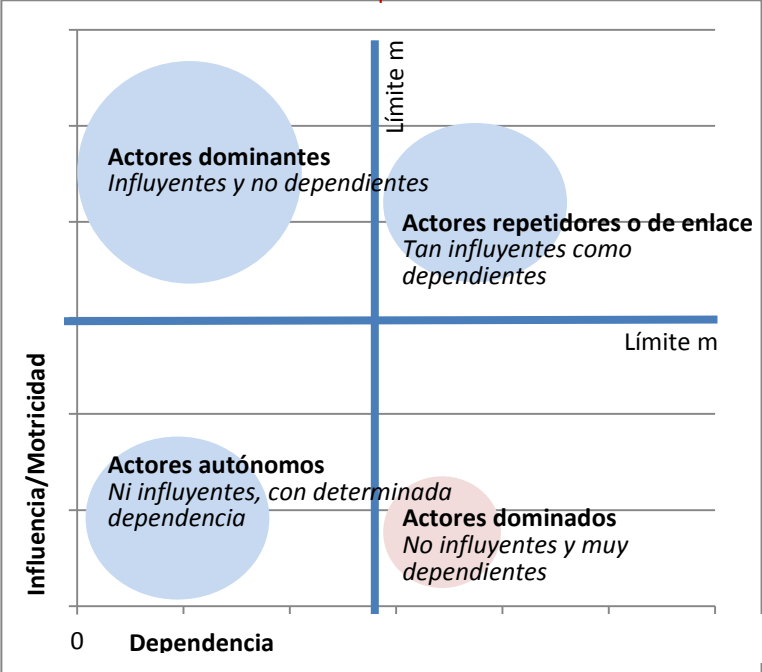 Límite m
Actores dominantes
Influyentes y no dependientes
Actores repetidores o de enlace
Tan influyentes como
dependientes
Límite m
Influencia/Motricidad
Actores autónomos
Ni influyentes, con determinada
dependencia
Actores dominados
No influyentes y muy
dependientes
0
Dependencia